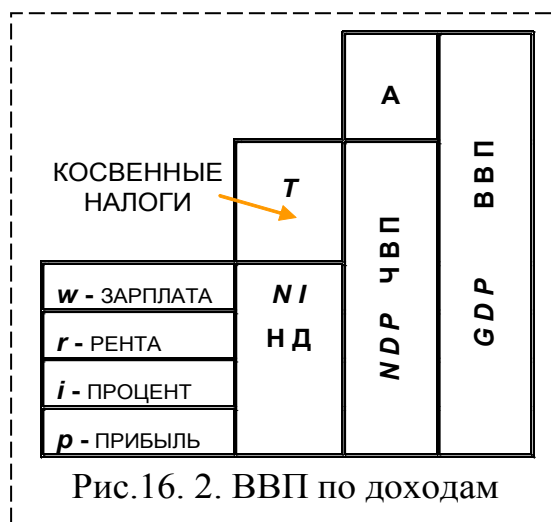 А
КОСВЕННЫЕ
НАЛОГИ
T
w - ЗАРПЛАТА
r - РЕНТА
i - ПРОЦЕНТ
p - ПРИБЫЛЬ
N I
Н Д
NDP ЧВП
GDP ВВП
Рис.16. 2. ВВП по доходам